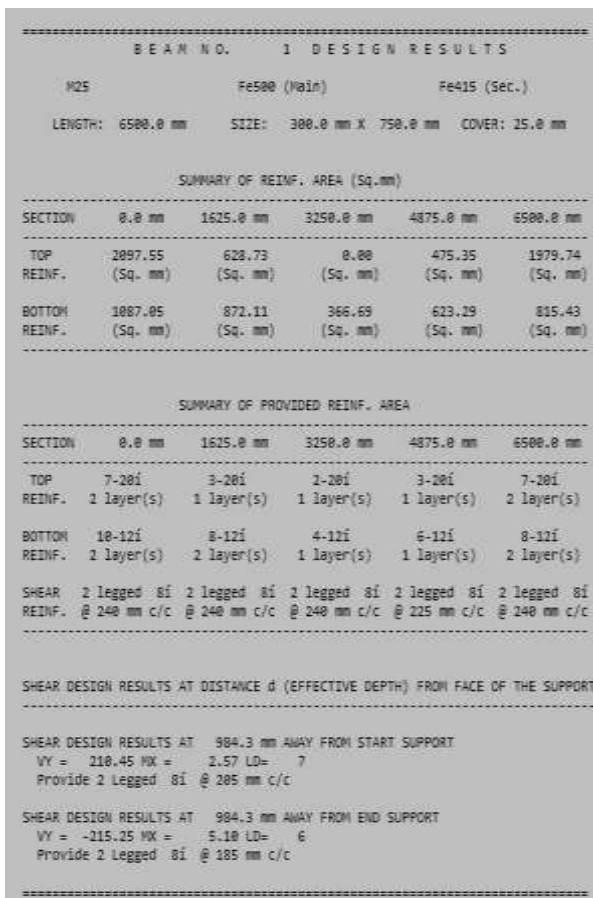 ============================================================================
B E A M  N O.     1  D E S I G N  R E S U L T S
M25                    Fe500 (Main)                    Fe415 (Sec.)
LENGTH:  6500.0 mm      SIZE:   300.0 mm X  750.0 mm   COVER: 25.0 mm
SUMMARY OF REINF. AREA (Sq.mm)
----------------------------------------------------------------------------
SECTION      0.0 mm    1625.0 mm    3250.0 mm    4875.0 mm    6500.0 mm
----------------------------------------------------------------------------
TOP        2097.55      628.73        0.00       475.35      1979.74
REINF.     (Sq. mm)     (Sq. mm)     (Sq. mm)     (Sq. mm)     (Sq. mm)
BOTTOM     1087.05      872.11      366.69       623.29       815.43
REINF.     (Sq. mm)     (Sq. mm)     (Sq. mm)     (Sq. mm)     (Sq. mm)
----------------------------------------------------------------------------
SUMMARY OF PROVIDED REINF. AREA
----------------------------------------------------------------------------
SECTION      0.0 mm    1625.0 mm    3250.0 mm    4875.0 mm    6500.0 mm
----------------------------------------------------------------------------
TOP       7-20í        3-20í        2-20í        3-20í        7-20í
REINF.  2 layer(s)   1 layer(s)   1 layer(s)   1 layer(s)   2 layer(s)
BOTTOM   10-12í        8-12í        4-12í        6-12í        8-12í
REINF.  2 layer(s)   2 layer(s)   1 layer(s)   1 layer(s)   2 layer(s)
SHEAR  2 legged  8í  2 legged  8í  2 legged  8í  2 legged  8í  2 legged  8í
REINF.  @ 240 mm c/c  @ 240 mm c/c  @ 240 mm c/c  @ 225 mm c/c  @ 240 mm c/c
----------------------------------------------------------------------------
SHEAR DESIGN RESULTS AT DISTANCE d (EFFECTIVE DEPTH) FROM FACE OF THE SUPPORT
----------------------------------------------------------------------------
SHEAR DESIGN RESULTS AT   984.3 mm AWAY FROM START SUPPORT
VY =   210.45 MX =     2.57 LD=    7
Provide 2 Legged  8í  @ 205 mm c/c
SHEAR DESIGN RESULTS AT   984.3 mm AWAY FROM END SUPPORT
VY =  -215.25 MX =     5.10 LD=    6
Provide 2 Legged  8í  @ 185 mm c/c
============================================================================